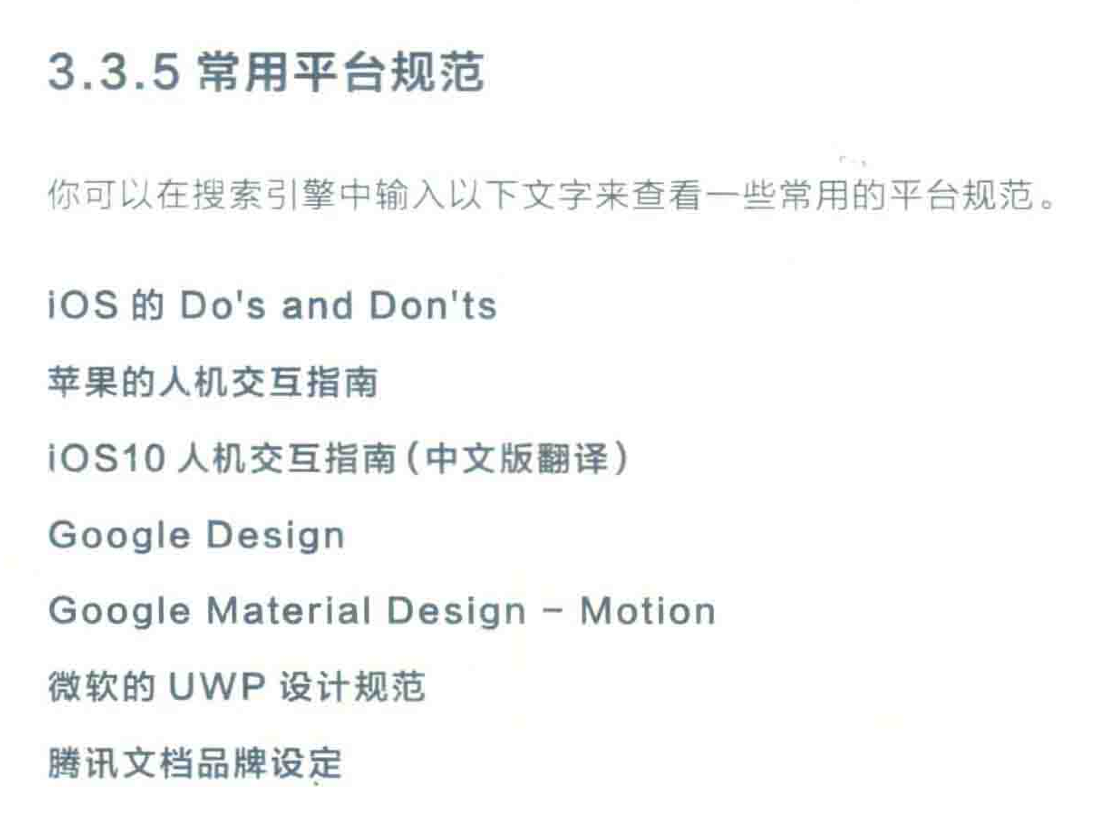 3.3.5 常用平台规范
你可以在搜索引擎中输入以下文字来查看一些常用的平台规范。
iOS 的 Do's and Don'ts
苹果的人机交互指南
iOS10 人机交互指南(中文版翻译)
Google Design
Google Material Design – Motion
微软的 UWP 设计规范
腾讯文档品牌设定